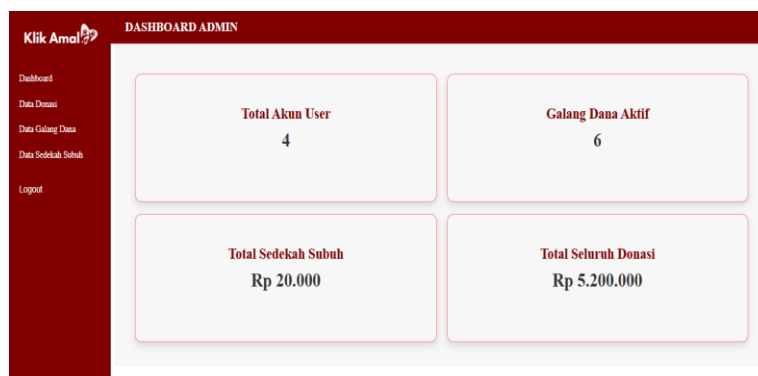 Klik Amal
DASHBOARD ADMIN
Dashboard
Data Donasi
Data Galang Dana
Data Sedekah Subuh
Logout
Total Akun User
4
Galang Dana Aktif
6
Total Sedekah Subuh
Rp 20.000
Total Seluruh Donasi
Rp 5.200.000